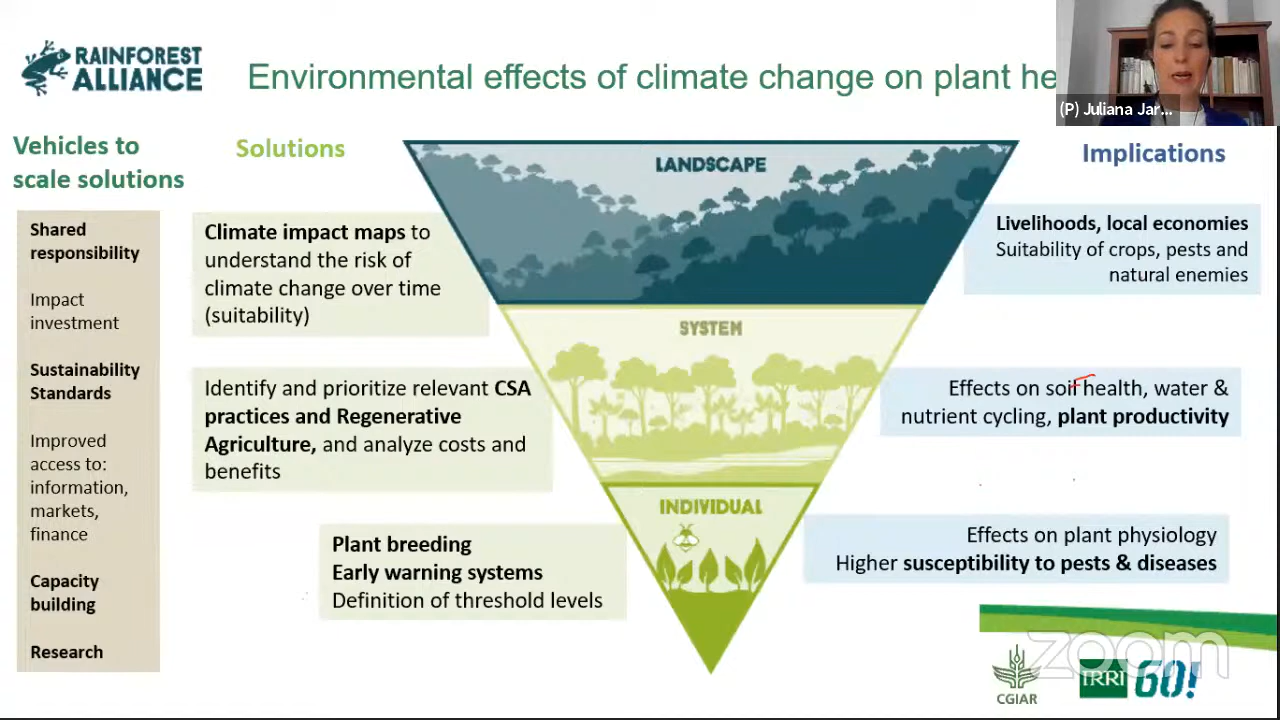 RAINFOREST
ALLIANCE
Environmental effects of climate change on plant he
(P) Juliana Jar...
Vehicles to
scale solutions
Shared
responsibility
Impact
investment
Sustainability
Standards
Improved
access to:
information,
markets,
finance
Capacity
building
Research
Solutions
Climate impact maps to
understand the risk of
climate change over time
(suitability)
Identify and prioritize relevant CSA
practices and Regenerative
Agriculture, and analyze costs and
benefits
Plant breeding
Early warning systems
Definition of threshold levels
LANDSCAPE
SYSTEM
INDIVIDUAL
Implications
Livelihoods, local economies
Suitability of crops, pests and
natural enemies
Effects on soil health, water &
nutrient cycling, plant productivity
Effects on plant physiology
Higher susceptibility to pests & diseases
zoom
CGIAR
IRRI 60!